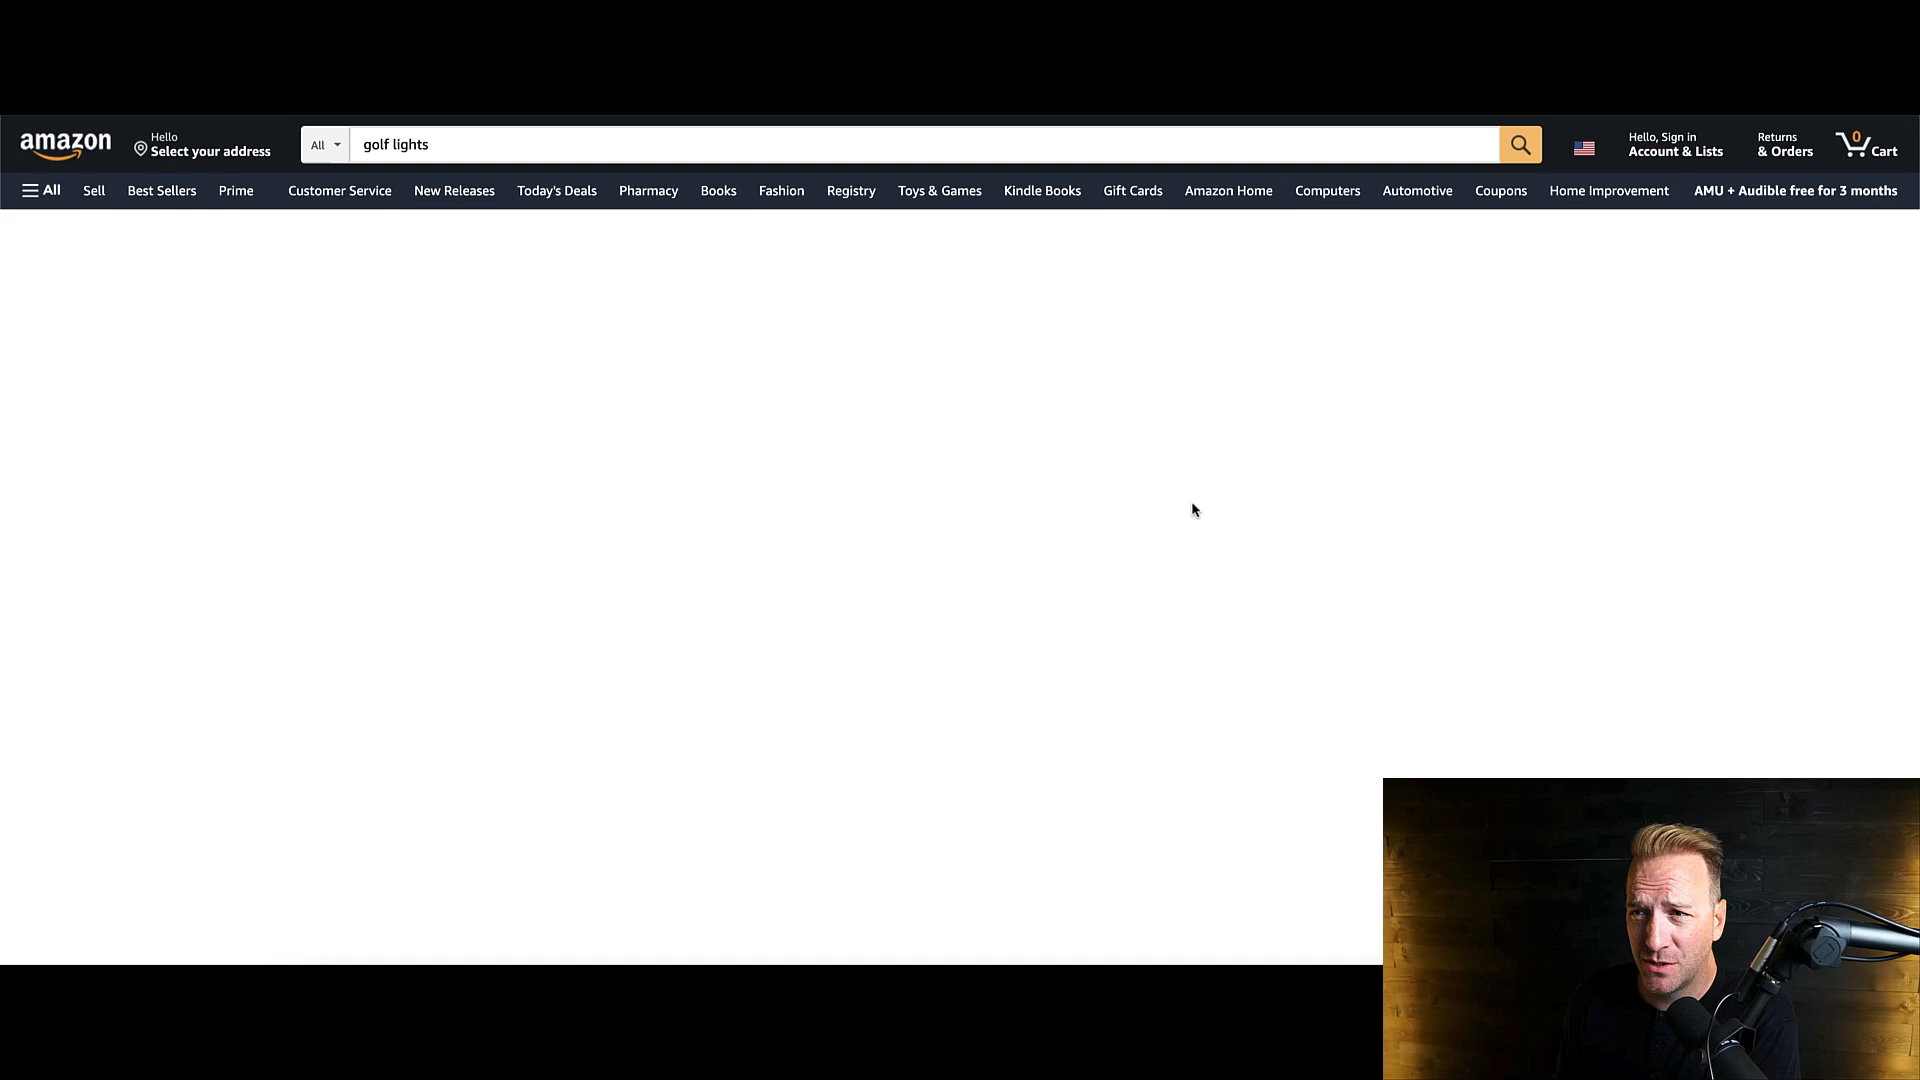 amazon
Hello
Select your address
All
golf lights
Hello, Sign in
Account & Lists
Returns
& Orders
0
Cart
All
Sell
Best Sellers
Prime
Customer Service
New Releases
Today's Deals
Pharmacy
Books
Fashion
Registry
Toys & Games
Kindle Books
Gift Cards
Amazon Home
Computers
Automotive
Coupons
Home Improvement
AMU + Audible free for 3 months